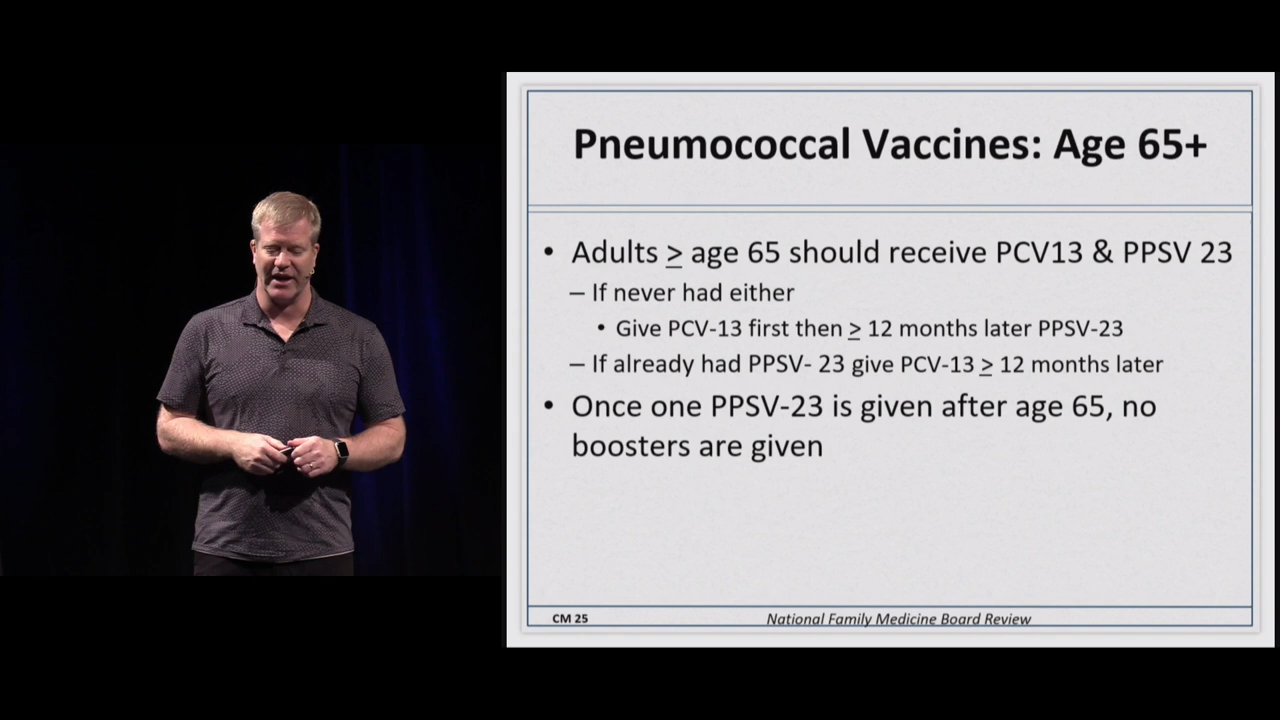 Pneumococcal Vaccines: Age 65+
• Adults ≥ age 65 should receive PCV13 & PPSV 23
– If never had either
• Give PCV-13 first then ≥ 12 months later PPSV-23
– If already had PPSV- 23 give PCV-13 ≥ 12 months later
• Once one PPSV-23 is given after age 65, no
boosters are given
CM 25
National Family Medicine Board Review